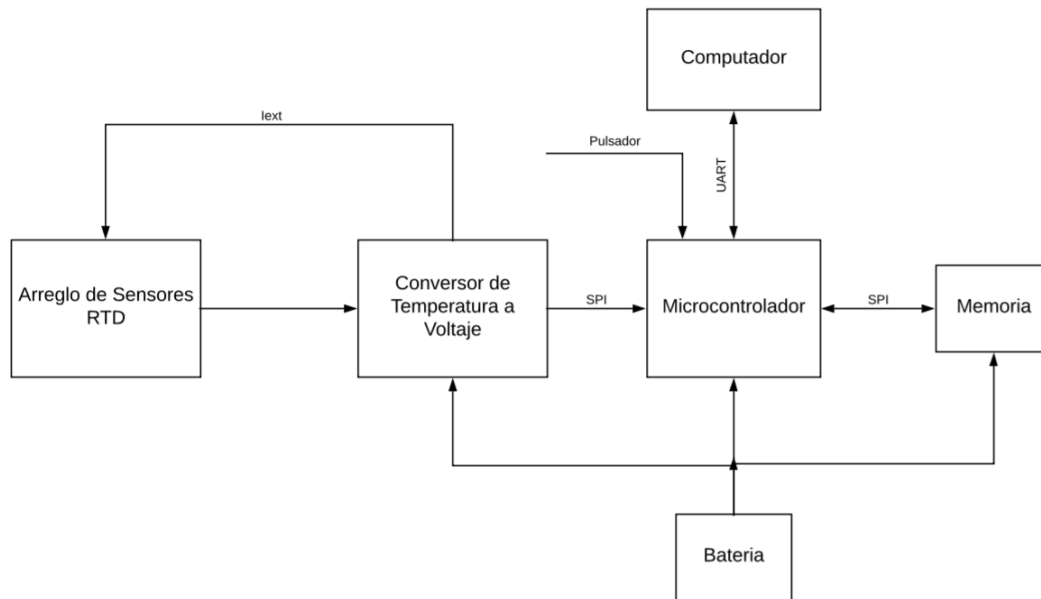 Computador
Iext
Pulsador
UART
Arreglo de Sensores
RTD
Conversor de
Temperatura a
Voltaje
SPI
Microcontrolador
SPI
Memoria
Bateria